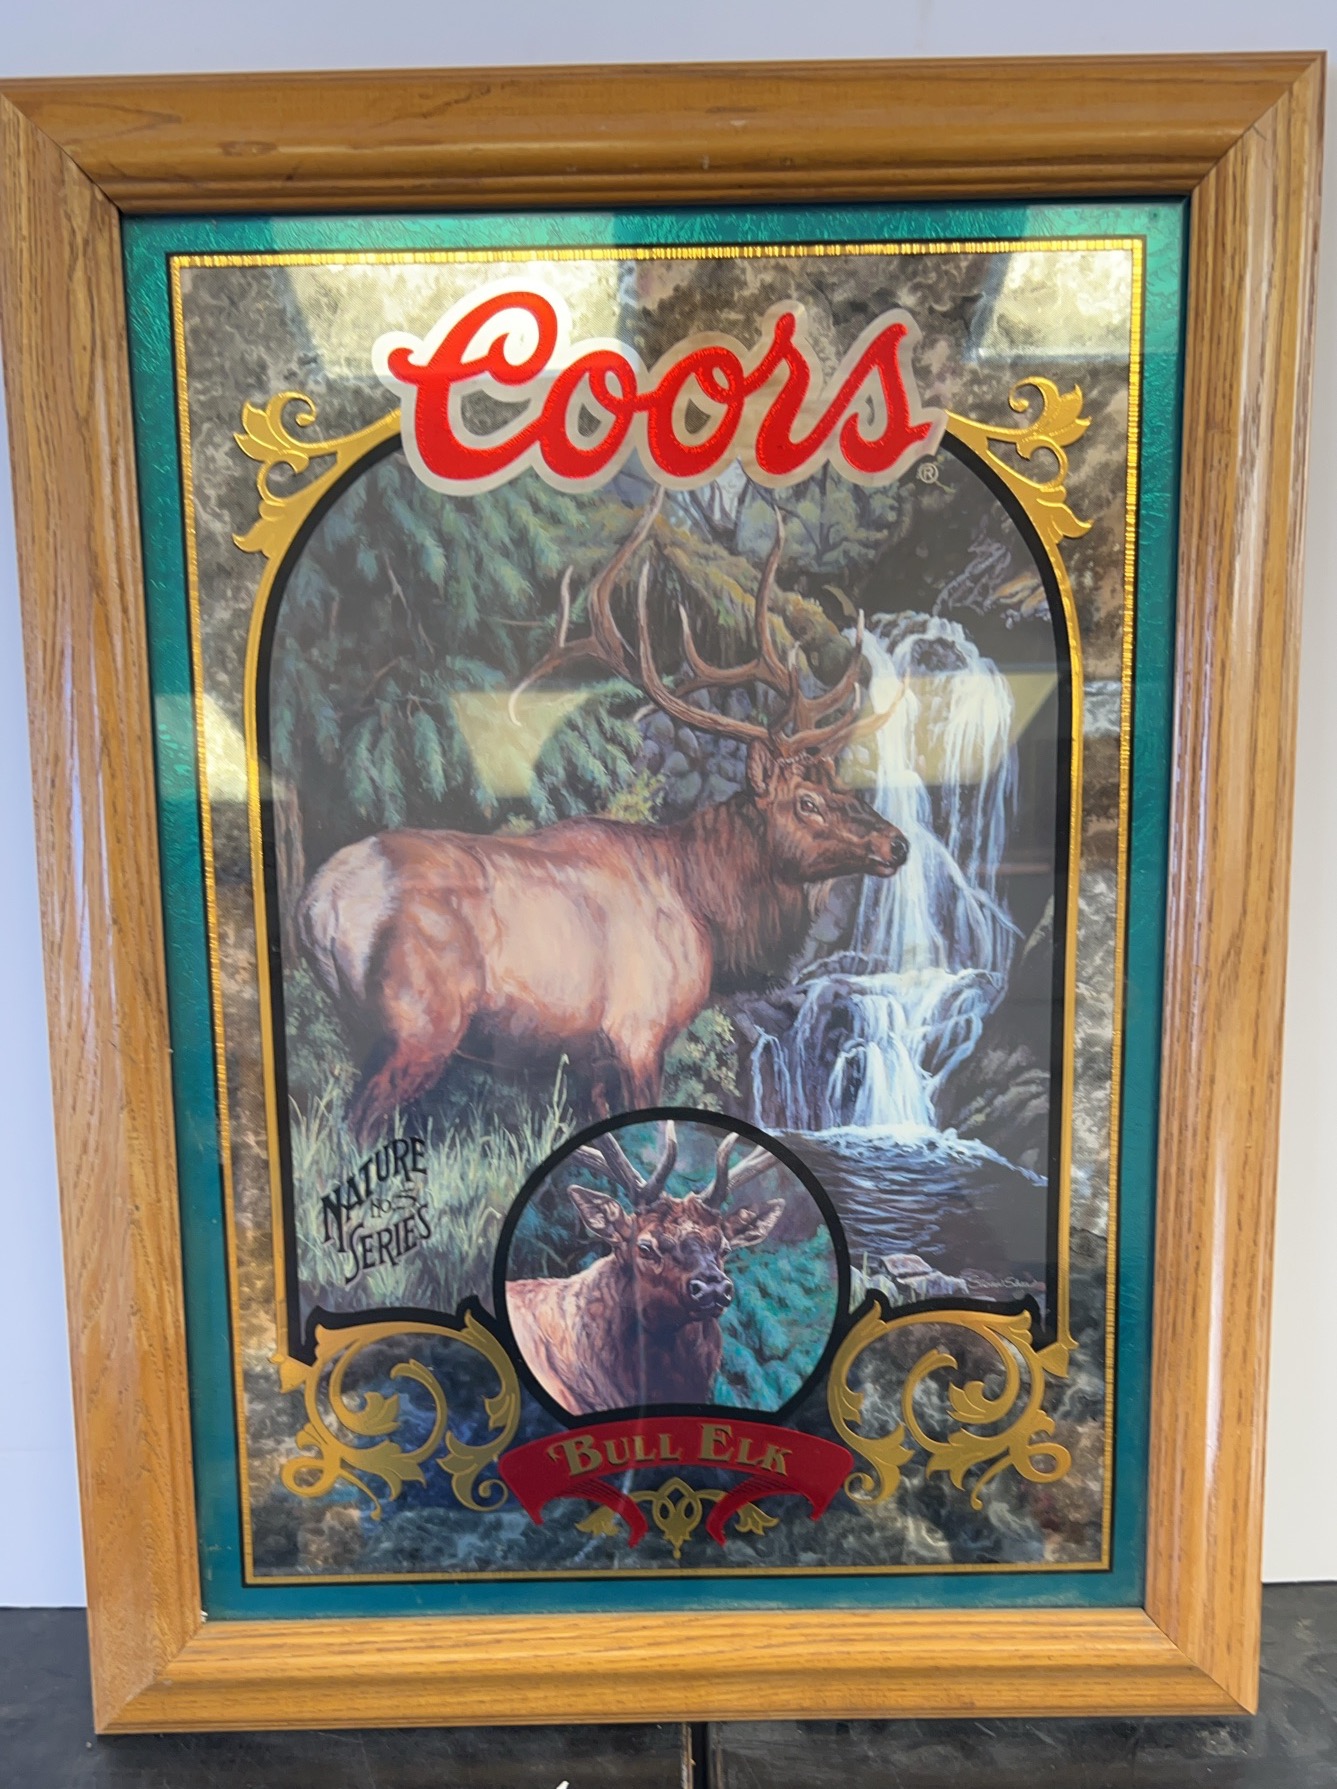 Coors
®
NATURE
No.5
SERIES
BULL ELK